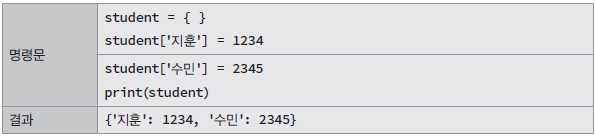 student = { }
student['지훈'] = 1234
명령문
student['수민'] = 2345
print(student)
결과
{'지훈': 1234, '수민': 2345}